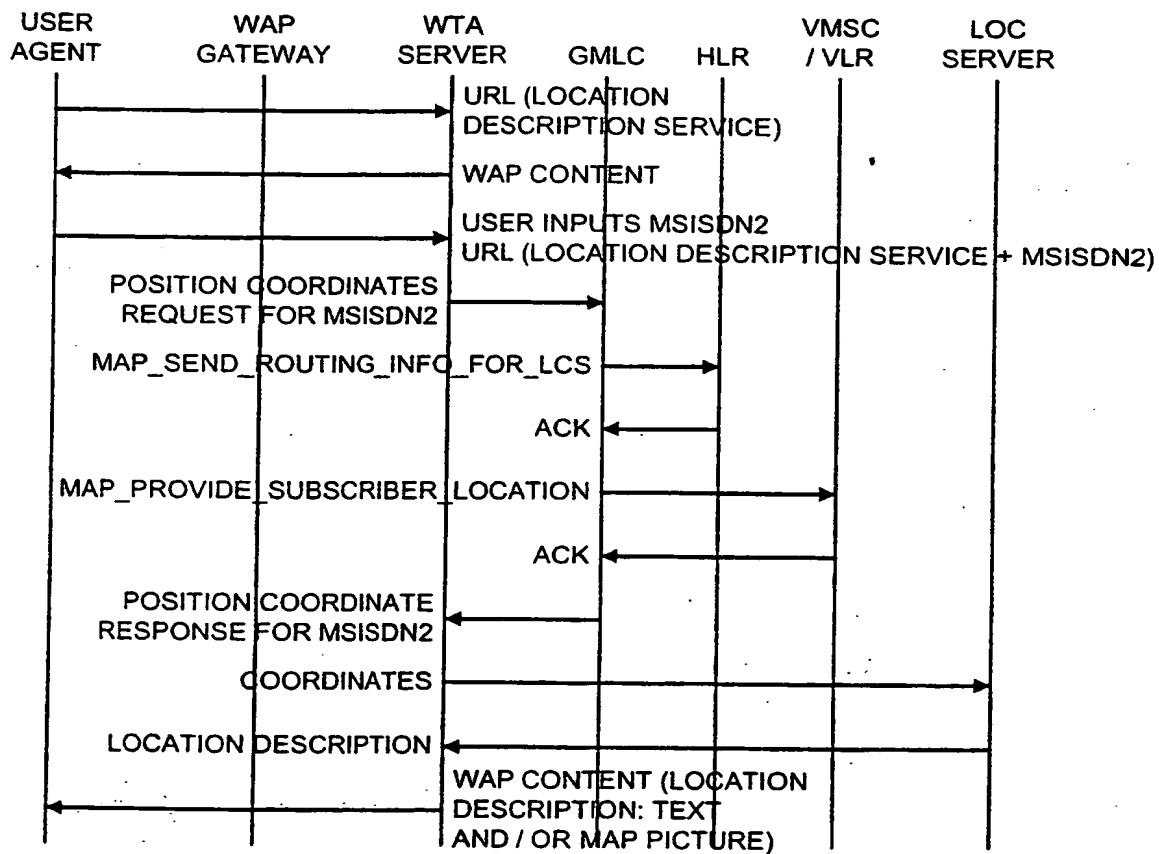 USER
AGENT
WAP
GATEWAY
WTA
SERVER
GMLC
HLR
VMSC
/ VLR
LOC
SERVER
URL (LOCATION
DESCRIPTION SERVICE)
WAP CONTENT
USER INPUTS MSISDN2
URL (LOCATION DESCRIPTION SERVICE + MSISDN2)
POSITION COORDINATES
REQUEST FOR MSISDN2
MAP_SEND_ROUTING_INFO_FOR_LCS
ACK
MAP_PROVIDE_SUBSCRIBER_LOCATION
ACK
POSITION COORDINATE
RESPONSE FOR MSISDN2
COORDINATES
LOCATION DESCRIPTION
WAP CONTENT (LOCATION
DESCRIPTION: TEXT
AND / OR MAP PICTURE)